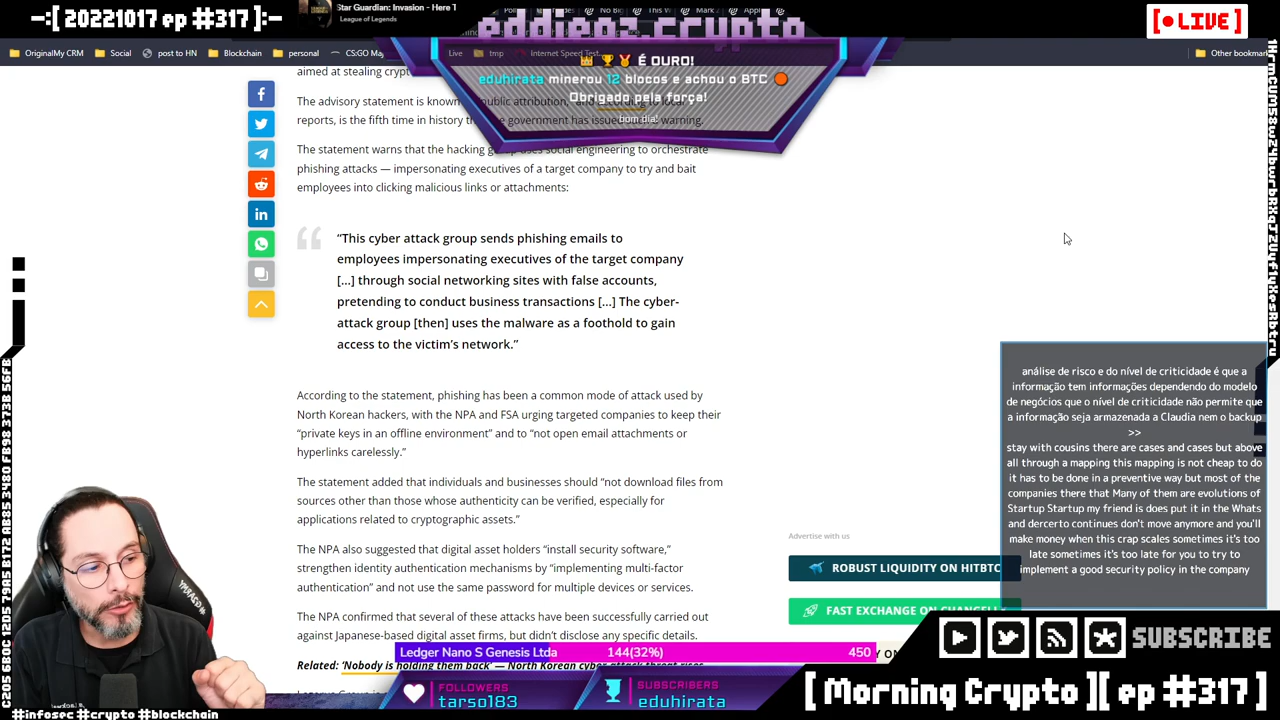 -:[ 20221017 ep #317]:-
Star Guardian: Invasion - Here
League of Legends
eddieoz.crypto
[● LIVE]
OriginalMy CRM
Social
post to HN
Blockchain
personal
Live
tmp
Internet Speed Test
Other bookmar
É OURO!
eduhirata minerou 12 blocos e achou o BTC
Obrigado pela força!
bom dia!
aimed at stealing crypt
The advisory statement is known public attribution, and according to local
reports, is the fifth time in history government has issue warning.
The statement warns that the hacking uses social engineering to orchestrate
phishing attacks — impersonating executives of a target company to try and bait
employees into clicking malicious links or attachments:
“This cyber attack group sends phishing emails to
employees impersonating executives of the target company
[...] through social networking sites with false accounts,
pretending to conduct business transactions [...] The cyber-
attack group [then] uses the malware as a foothold to gain
access to the victim’s network.”
According to the statement, phishing has been a common mode of attack used by
North Korean hackers, with the NPA and FSA urging targeted companies to keep their
“private keys in an offline environment” and to “not open email attachments or
hyperlinks carelessly.”
The statement added that individuals and businesses should “not download files from
sources other than those whose authenticity can be verified, especially for
applications related to cryptographic assets.”
The NPA also suggested that digital asset holders “install security software,”
strengthen identity authentication mechanisms by “implementing multi-factor
authentication” and not use the same password for multiple devices or services.
The NPA confirmed that several of these attacks have been successfully carried out
against Japanese-based digital asset firms, but didn’t disclose any specific details.
Related: ‘Nobody is holding them back’ — North Korean cyber-attack threat rises
análise de risco e do nível de criticidade é que a
informação tem informações dependendo do modelo
de negócios que o nível de criticidade não permite que
a informação seja armazenada a Claudia nem o backup
>>
stay with cousins there are cases and cases but above
all through a mapping this mapping is not cheap to do
it has to be done in a preventive way but most of the
companies there that Many of them are evolutions of
Startup Startup my friend is does put it in the Whats
and dercerto continues don't move anymore and you'll
make money when this crap scales sometimes it's too
late sometimes it's too late for you to try to
implement a good security policy in the company
Advertise with us
ROBUST LIQUIDITY ON HITBTC
FAST EXCHANGE ON CHANGELL
Ledger Nano S Genesis Ltda
144(32%)
450
FOLLOWERS
tarso183
SUBSCRIBERS
eduhirata
SUBSCRIBE
[Morning Crypto][ep #317]
infosec #crypto #blockchain